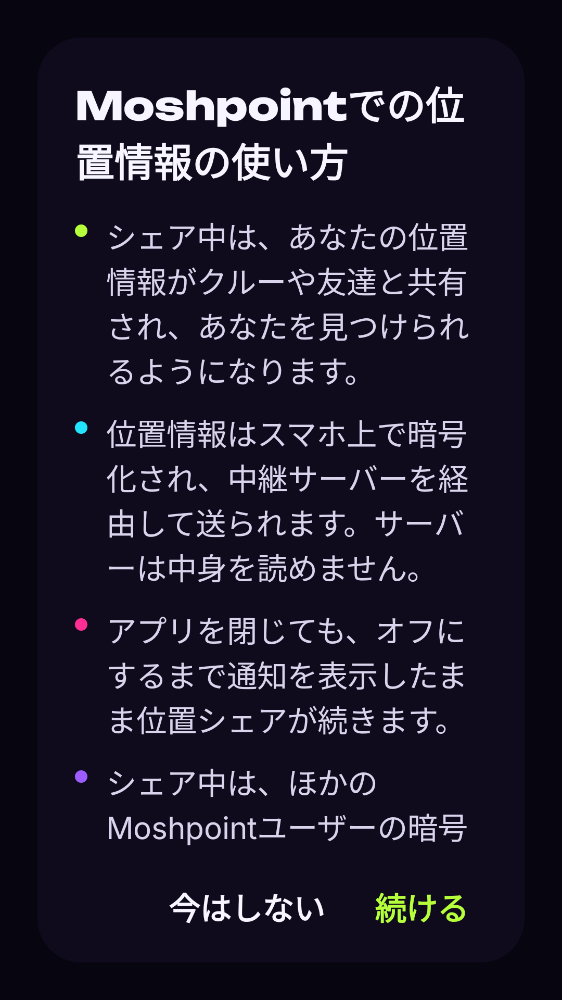 Moshpointでの位
置情報の使い方
シェア中は、あなたの位置
情報がクルーや友達と共有
され、あなたを見つけられ
るようになります。
位置情報はスマホ上で暗号
化され、中継サーバーを経
由して送られます。サーバ
ーは中身を読めません。
アプリを閉じても、オフに
するまで通知を表示したま
ま位置シェアが続きます。
シェア中は、ほかの
Moshpointユーザーの暗号
今はしない 続ける